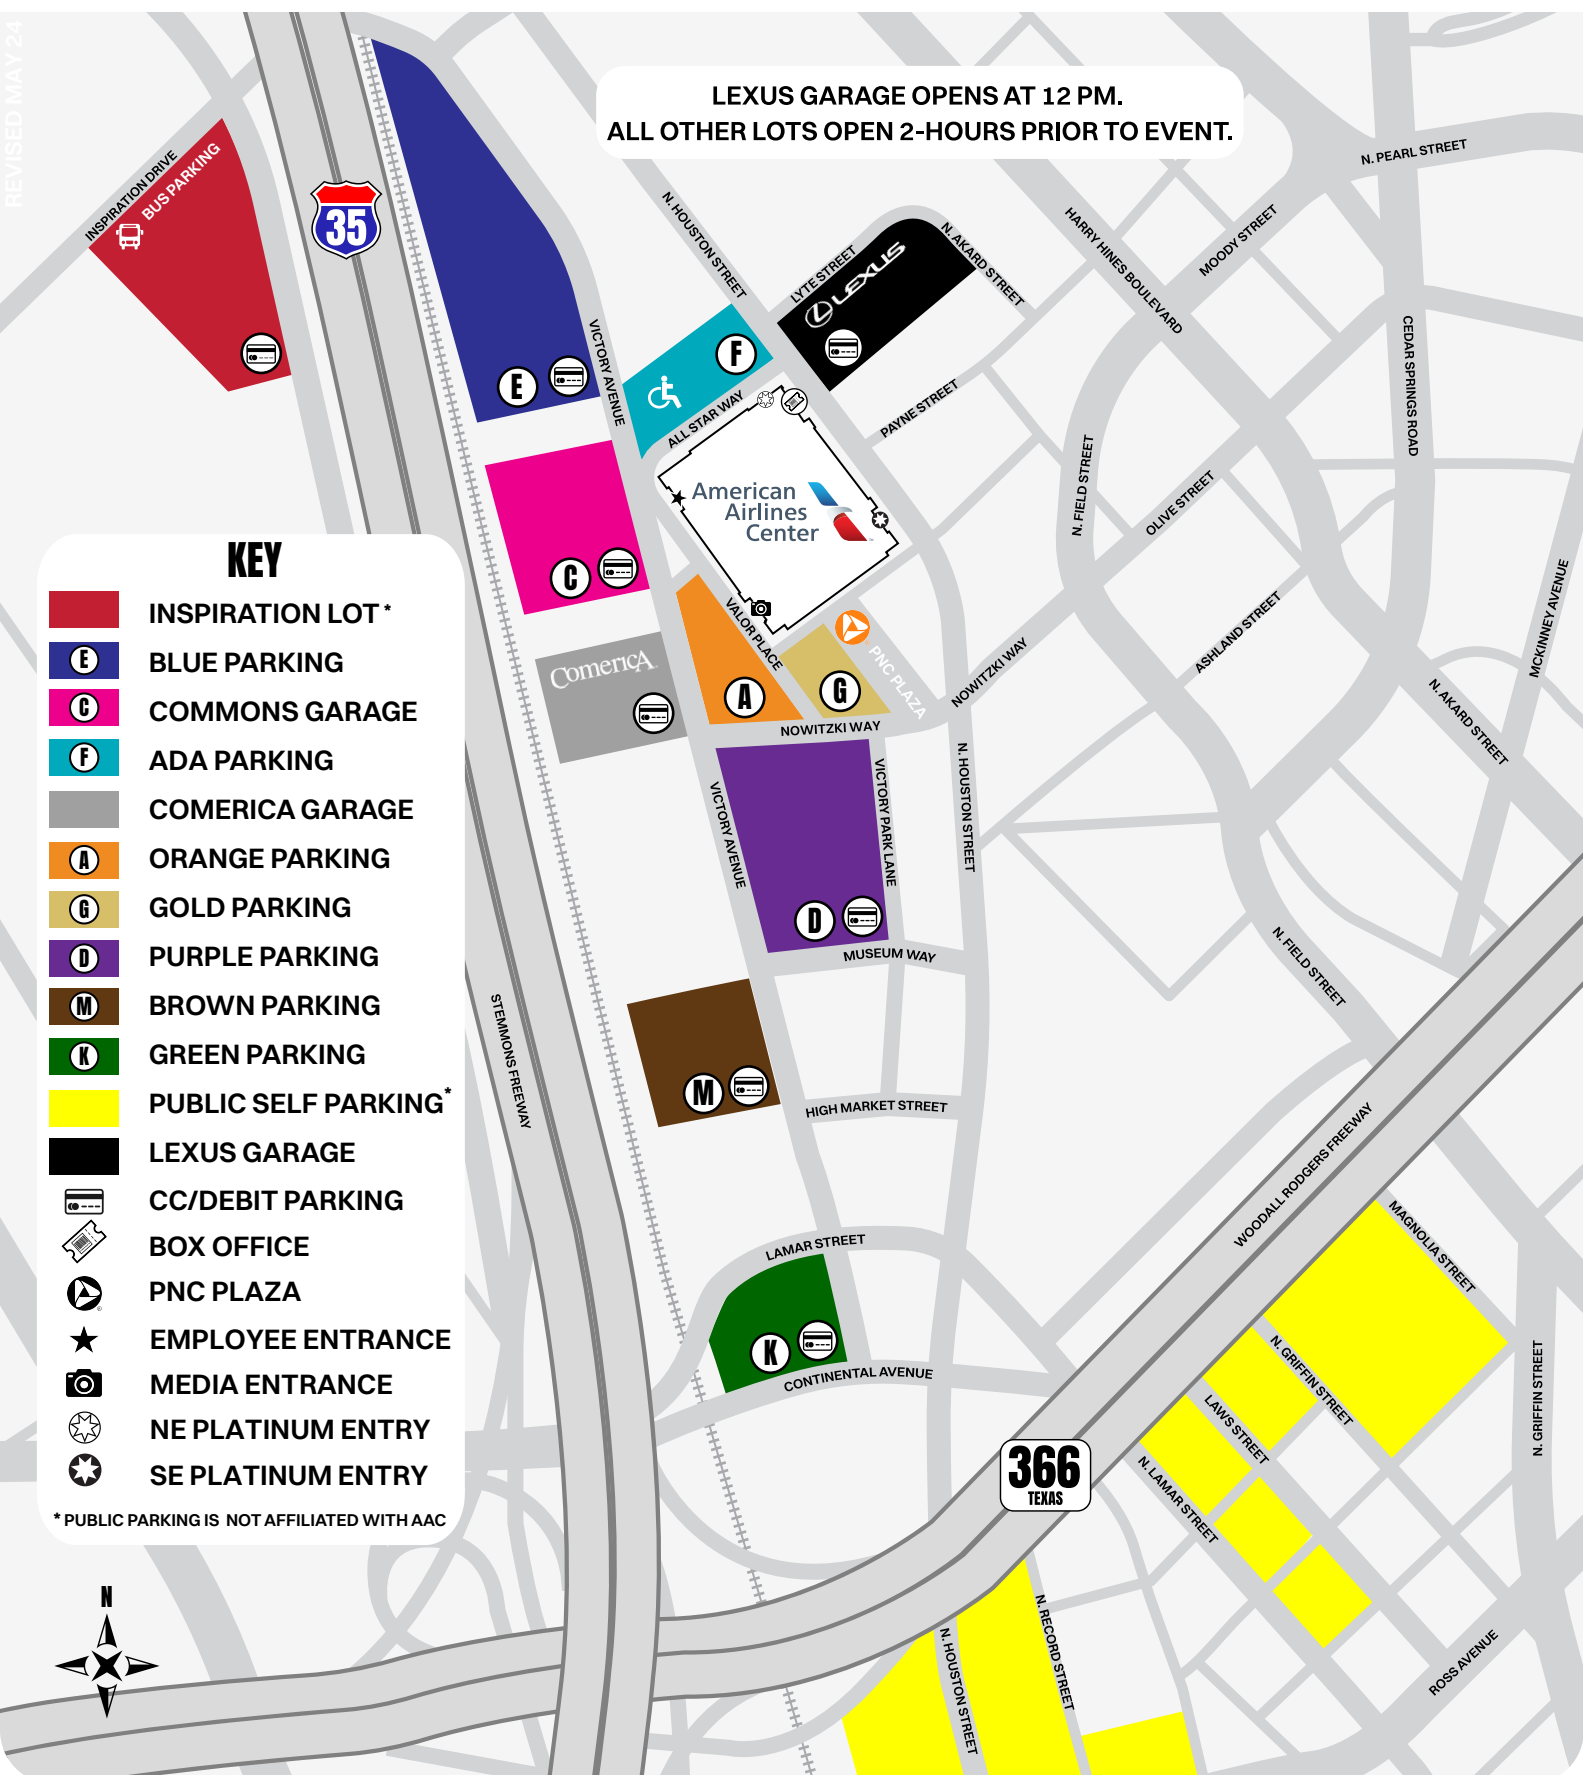 REVISED MAY 24
LEXUS GARAGE OPENS AT 12 PM.
ALL OTHER LOTS OPEN 2-HOURS PRIOR TO EVENT.
INSPIRATION DRIVE
BUS PARKING
35
N. HOUSTON STREET
LYTE STREET
LEXUS
N. AKARD STREET
HARRY HINES BOULEVARD
MOODY STREET
N. PEARL STREET
CEDAR SPRINGS ROAD
VICTORY AVENUE
E
F
ALL STAR WAY
PAYNE STREET
N. FIELD STREET
OLIVE STREET
American
Airlines
Center
C
VALOR PLACE
PNC PLAZA
ASHLAND STREET
MCKINNEY AVENUE
N. AKARD STREET
ComericA
A
G
NOWITZKI WAY
NOWITZKI WAY
VICTORY AVENUE
VICTORY PARK LANE
N. HOUSTON STREET
D
MUSEUM WAY
N. FIELD STREET
STEMMONS FREEWAY
M
HIGH MARKET STREET
WOODALL RODGERS FREEWAY
LAMAR STREET
K
CONTINENTAL AVENUE
MAGNOLIA STREET
N. GRIFFIN STREET
N. GRIFFIN STREET
LAWS STREET
N. LAMAR STREET
366
TEXAS
N. RECORD STREET
N. HOUSTON STREET
ROSS AVENUE
KEY
INSPIRATION LOT *
E BLUE PARKING
C COMMONS GARAGE
F ADA PARKING
COMERICA GARAGE
A ORANGE PARKING
G GOLD PARKING
D PURPLE PARKING
M BROWN PARKING
K GREEN PARKING
PUBLIC SELF PARKING*
LEXUS GARAGE
CC/DEBIT PARKING
BOX OFFICE
PNC PLAZA
EMPLOYEE ENTRANCE
MEDIA ENTRANCE
NE PLATINUM ENTRY
SE PLATINUM ENTRY
* PUBLIC PARKING IS NOT AFFILIATED WITH AAC
N